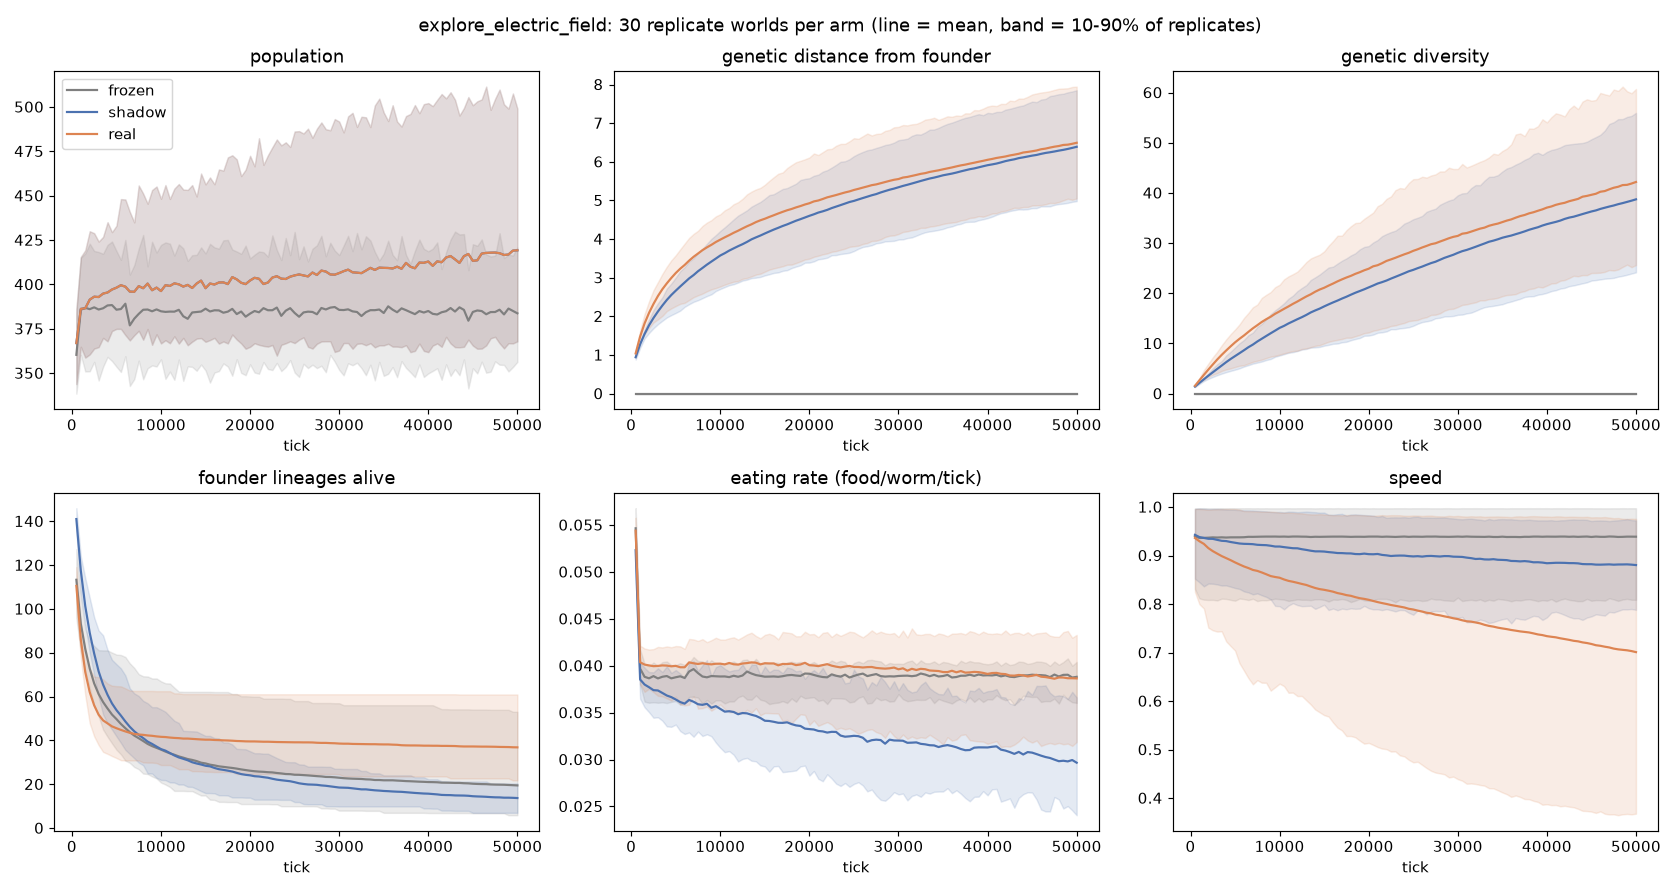 explore_electric_field: 30 replicate worlds per arm (line = mean, band = 10-90% of replicates)
population
500
475
450
425
400
375
350
frozen
shadow
real
0 10000 20000 30000 40000 50000
tick
genetic distance from founder
8
7
6
5
4
3
2
1
0
0 10000 20000 30000 40000 50000
tick
genetic diversity
60
50
40
30
20
10
0
0 10000 20000 30000 40000 50000
tick
founder lineages alive
140
120
100
80
60
40
20
0
0 10000 20000 30000 40000 50000
tick
eating rate (food/worm/tick)
0.055
0.050
0.045
0.040
0.035
0.030
0.025
0 10000 20000 30000 40000 50000
tick
speed
1.0
0.9
0.8
0.7
0.6
0.5
0.4
0 10000 20000 30000 40000 50000
tick